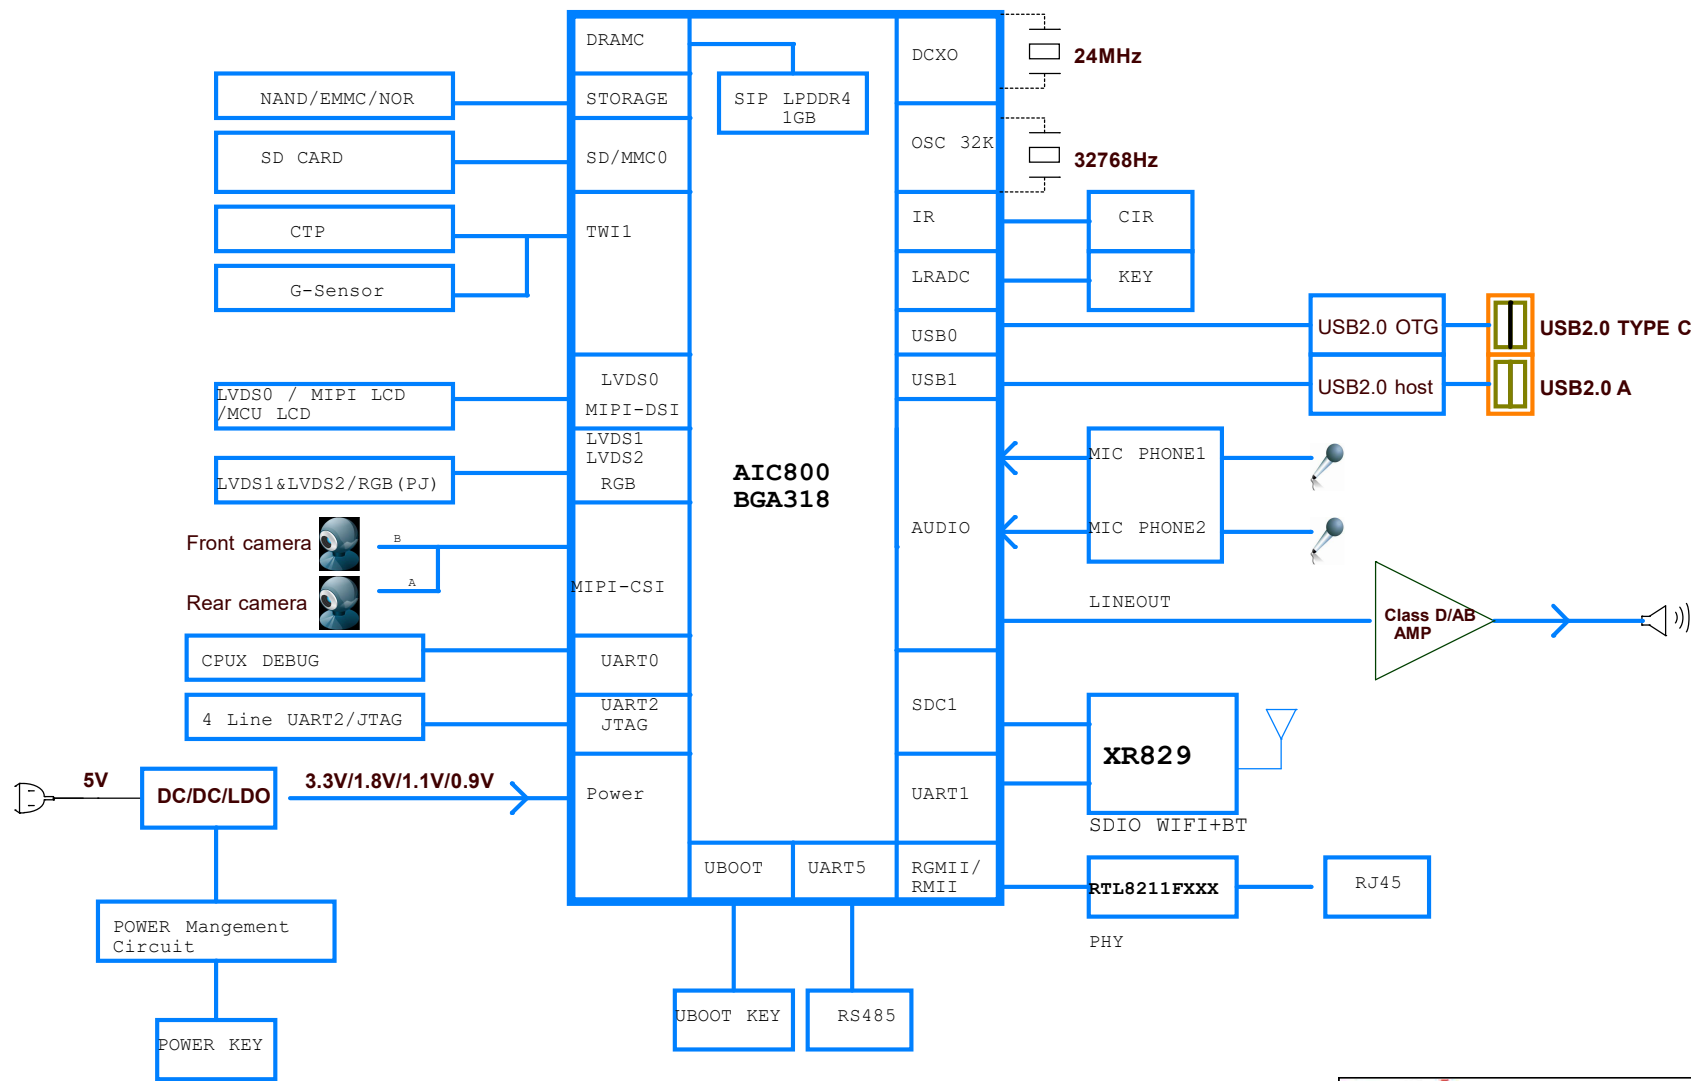 DRAMC
DCXO
24MHz
NAND/EMMC/NOR
STORAGE
SIP LPDDR4
1GB
SD CARD
SD/MMC0
OSC 32K
32768Hz
CTP
TWI1
IR
CIR
G-Sensor
LRADC
KEY
USB0
USB2.0 OTG
USB2.0 TYPE C
LVDS0 / MIPI LCD
/MCU LCD
LVDS0
MIPI-DSI
USB1
USB2.0 host
USB2.0 A
LVDS1&LVDS2/RGB(PJ)
LVDS1
LVDS2
RGB
AIC800
BGA318
MIC PHONE1
AUDIO
MIC PHONE2
Front camera
B
A
Rear camera
MIPI-CSI
LINEOUT
Class D/AB
AMP
CPUX DEBUG
UART0
4 Line UART2/JTAG
UART2
JTAG
SDC1
XR829
5V
DC/DC/LDO
3.3V/1.8V/1.1V/0.9V
Power
UART1
SDIO WIFI+BT
UBOOT
UART5
RGMII/
RMII
RTL8211FXXX
RJ45
PHY
POWER Mangement
Circuit
UBOOT KEY
RS485
POWER KEY